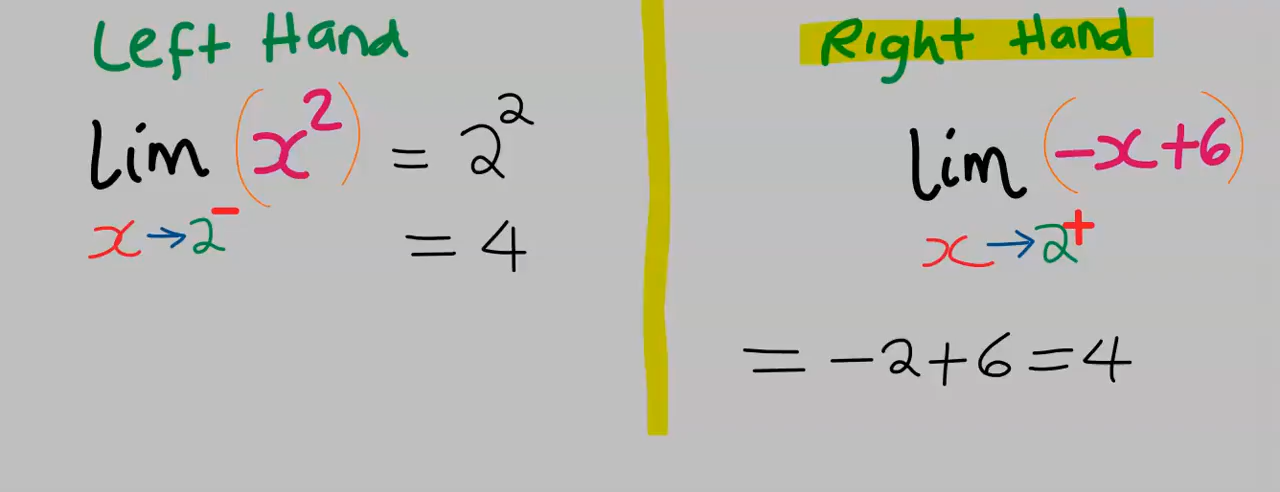 Left Hand
lim (x²) = 2²
x→2⁻ = 4
Right Hand
lim (-x+6)
x→2⁺
= -2+6=4